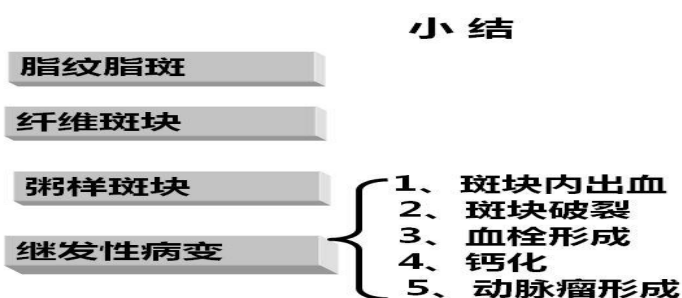 小结
脂纹脂斑
纤维斑块
粥样斑块
继发性病变
1、斑块内出血
2、斑块破裂
3、血栓形成
4、钙化
5、动脉瘤形成